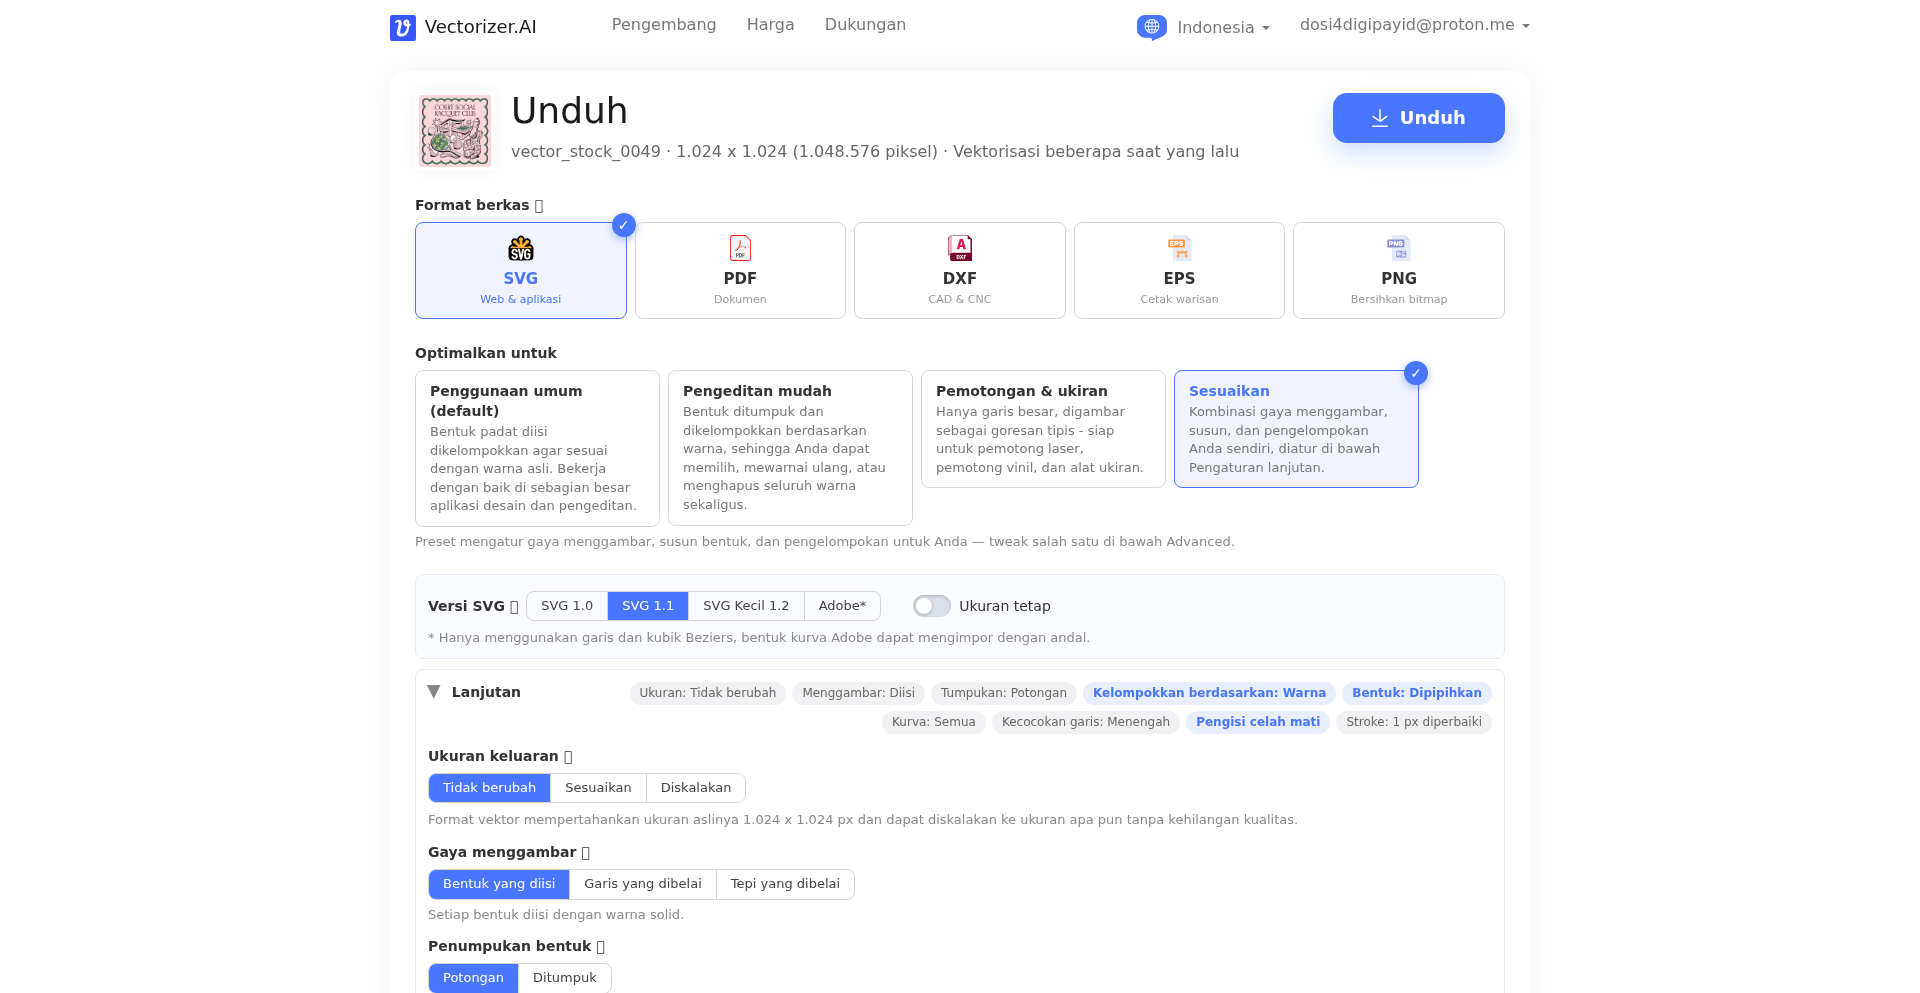 Vectorizer.AI
Pengembang
Harga
Dukungan
Indonesia
dosi4digipayid@proton.me
COURT SOCIAL
RACQUET CLUB
Unduh
vector_stock_0049 · 1.024 x 1.024 (1.048.576 piksel) · Vektorisasi beberapa saat yang lalu
Unduh
Format berkas
SVG
SVG
Web & aplikasi
PDF
PDF
Dokumen
A
DXF
DXF
CAD & CNC
EPS
EPS
Cetak warisan
PNG
PNG
Bersihkan bitmap
Optimalkan untuk
Penggunaan umum
(default)
Bentuk padat diisi
dikelompokkan agar sesuai
dengan warna asli. Bekerja
dengan baik di sebagian besar
aplikasi desain dan pengeditan.
Pengeditan mudah
Bentuk ditumpuk dan
dikelompokkan berdasarkan
warna, sehingga Anda dapat
memilih, mewarnai ulang, atau
menghapus seluruh warna
sekaligus.
Pemotongan & ukiran
Hanya garis besar, digambar
sebagai goresan tipis - siap
untuk pemotong laser,
pemotong vinil, dan alat ukiran.
Sesuaikan
Kombinasi gaya menggambar,
susun, dan pengelompokan
Anda sendiri, diatur di bawah
Pengaturan lanjutan.
Preset mengatur gaya menggambar, susun bentuk, dan pengelompokan untuk Anda — tweak salah satu di bawah Advanced.
Versi SVG
SVG 1.0
SVG 1.1
SVG Kecil 1.2
Adobe*
Ukuran tetap
* Hanya menggunakan garis dan kubik Beziers, bentuk kurva Adobe dapat mengimpor dengan andal.
Lanjutan
Ukuran: Tidak berubah
Menggambar: Diisi
Tumpukan: Potongan
Kelompokkan berdasarkan: Warna
Bentuk: Dipipihkan
Kurva: Semua
Kecocokan garis: Menengah
Pengisi celah mati
Stroke: 1 px diperbaiki
Ukuran keluaran
Tidak berubah
Sesuaikan
Diskalakan
Format vektor mempertahankan ukuran aslinya 1.024 x 1.024 px dan dapat diskalakan ke ukuran apa pun tanpa kehilangan kualitas.
Gaya menggambar
Bentuk yang diisi
Garis yang dibelai
Tepi yang dibelai
Setiap bentuk diisi dengan warna solid.
Penumpukan bentuk
Potongan
Ditumpuk